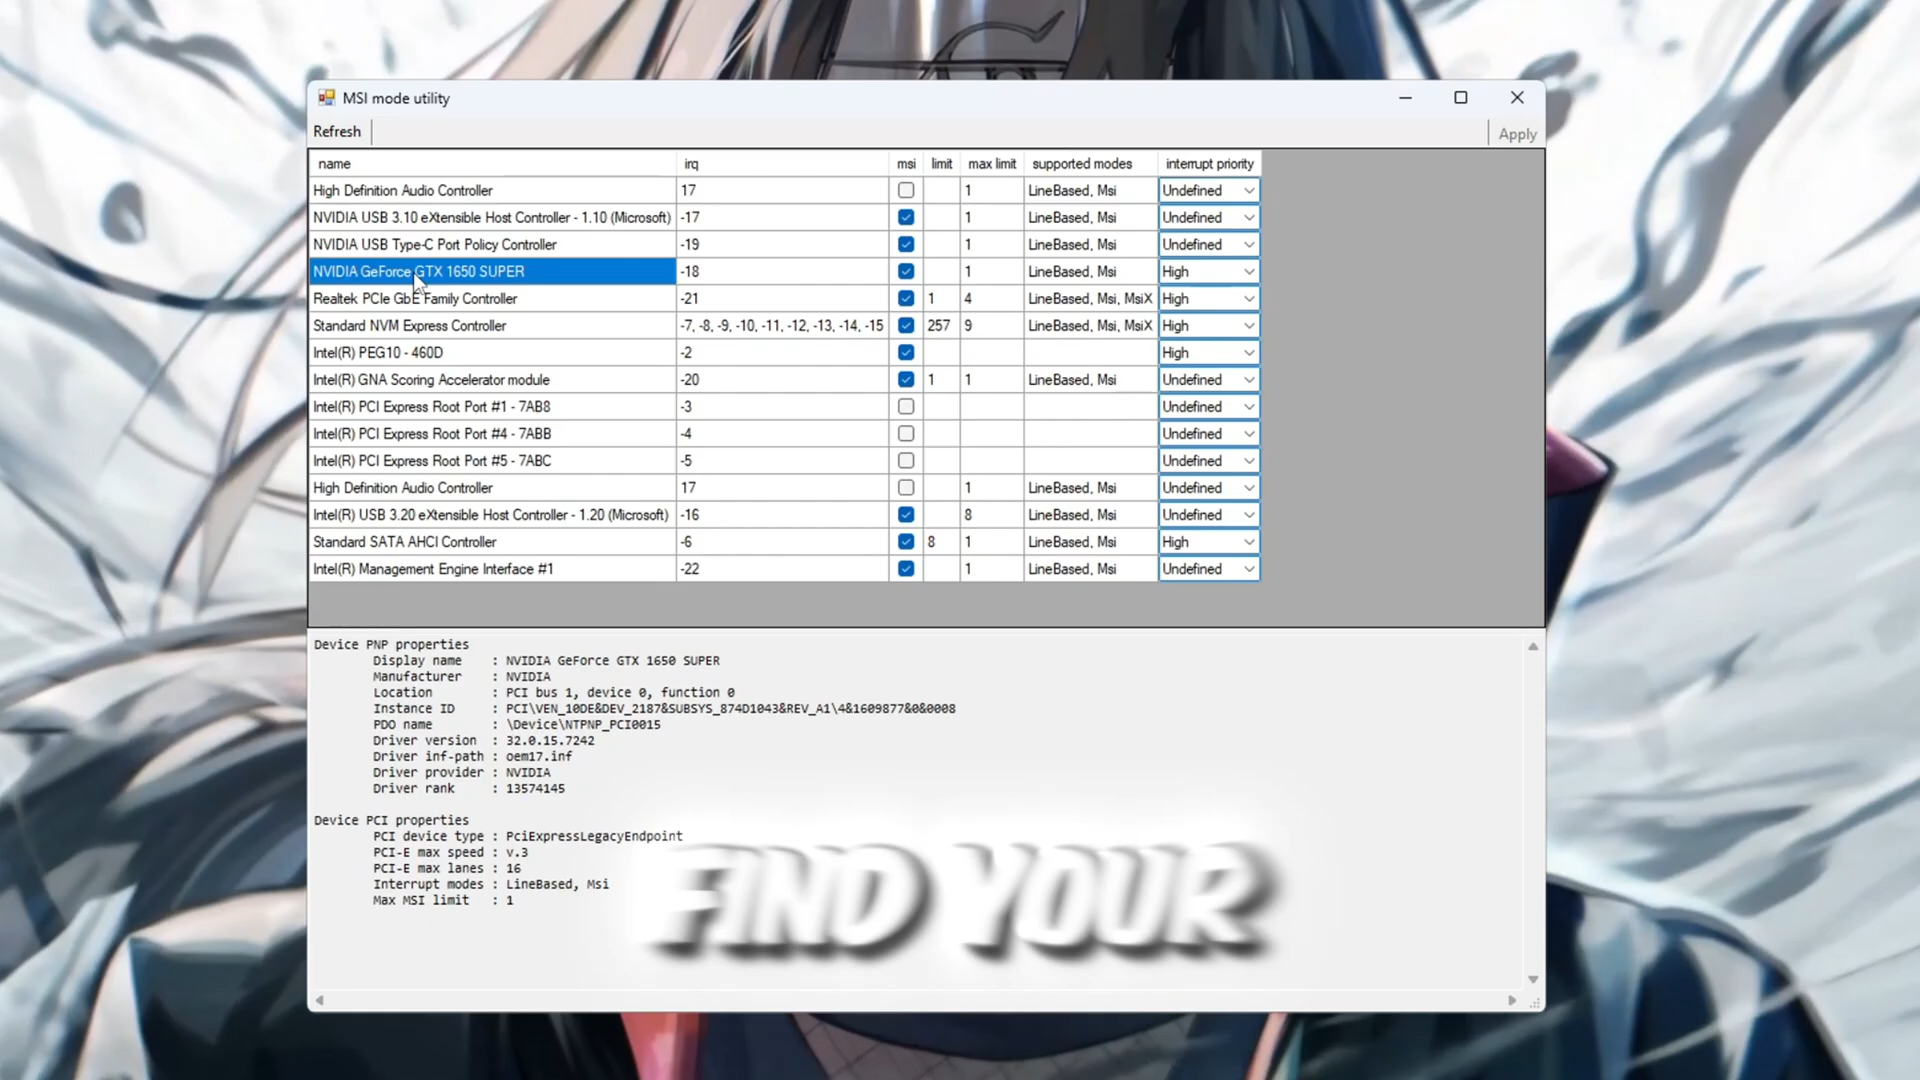 MSI mode utility
Refresh
Apply
name irq msi limit max limit supported modes interrupt priority
High Definition Audio Controller 17 1 LineBased, Msi Undefined
NVIDIA USB 3.10 eXtensible Host Controller - 1.10 (Microsoft) -17 1 LineBased, Msi Undefined
NVIDIA USB Type-C Port Policy Controller -19 1 LineBased, Msi Undefined
NVIDIA GeForce GTX 1650 SUPER -18 1 LineBased, Msi High
Realtek PCIe GbE Family Controller -21 1 4 LineBased, Msi, MsiX High
Standard NVM Express Controller -7, -8, -9, -10, -11, -12, -13, -14, -15 257 9 LineBased, Msi, MsiX High
Intel(R) PEG10 - 460D -2 High
Intel(R) GNA Scoring Accelerator module -20 1 1 LineBased, Msi Undefined
Intel(R) PCI Express Root Port #1 - 7AB8 -3 Undefined
Intel(R) PCI Express Root Port #4 - 7ABB -4 Undefined
Intel(R) PCI Express Root Port #5 - 7ABC -5 Undefined
High Definition Audio Controller 17 1 LineBased, Msi Undefined
Intel(R) USB 3.20 eXtensible Host Controller - 1.20 (Microsoft) -16 8 LineBased, Msi Undefined
Standard SATA AHCI Controller -6 8 1 LineBased, Msi High
Intel(R) Management Engine Interface #1 -22 1 LineBased, Msi Undefined
Device PNP properties
Display name : NVIDIA GeForce GTX 1650 SUPER
Manufacturer : NVIDIA
Location : PCI bus 1, device 0, function 0
Instance ID : PCI\VEN_10DE&DEV_2187&SUBSYS_874D1043&REV_A1\4&1609877&0&0008
PDO name : \Device\NTPNP_PCI0015
Driver version : 32.0.15.7242
Driver inf-path : oem17.inf
Driver provider : NVIDIA
Driver rank : 13574145
Device PCI properties
PCI device type : PciExpressLegacyEndpoint
PCI-E max speed : v.3
PCI-E max lanes : 16
Interrupt modes : LineBased, Msi
Max MSI limit : 1
FIND YOUR